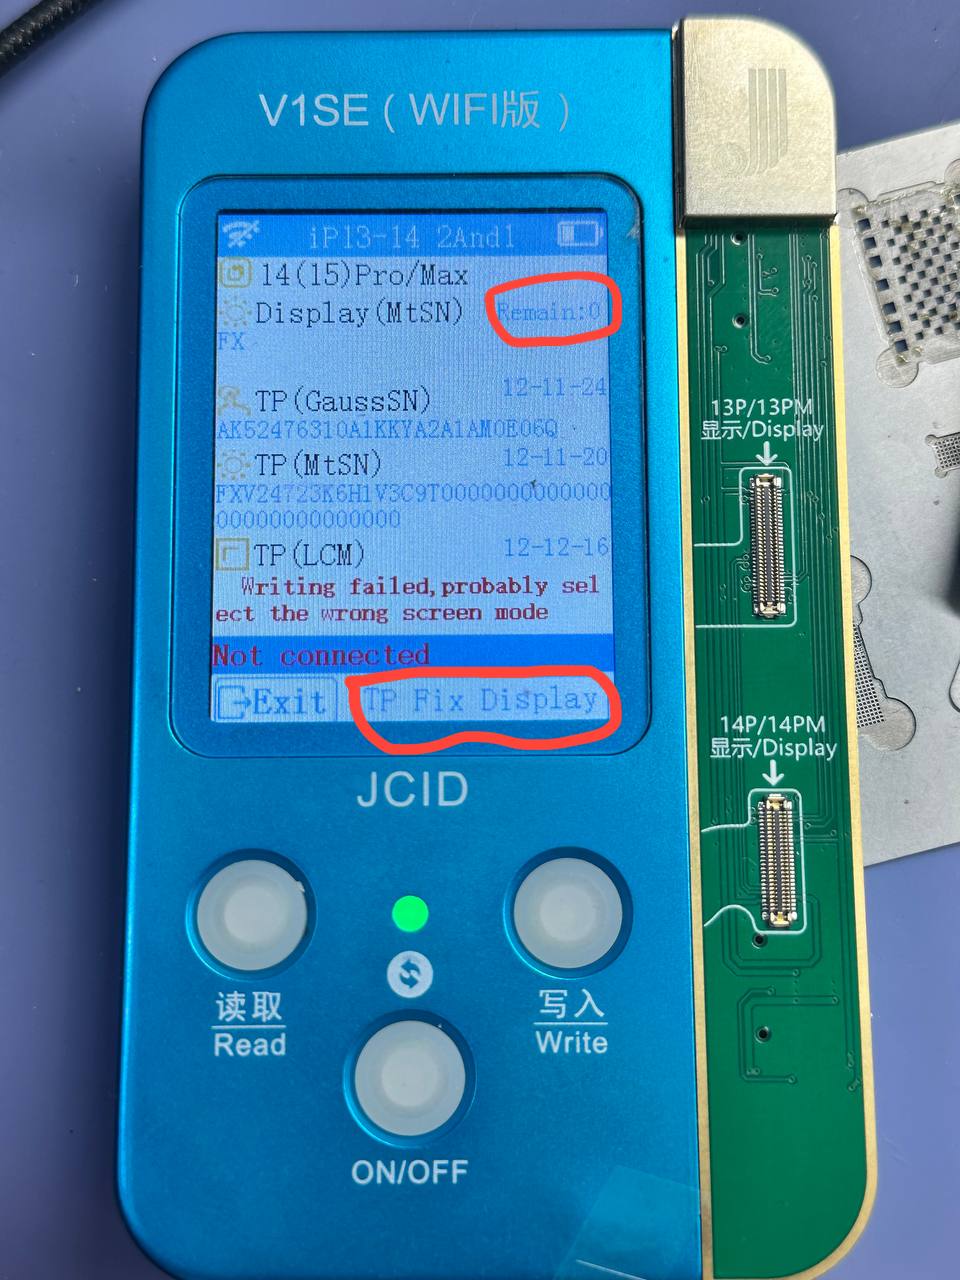 V1SE(WIFI版)
iP13-14 2And1
14(15)Pro/Max
Display(MtSN) Remain:0
FX
TP(GaussSN) 12-11-24
AK52476310A1KKYA2A1AM0E06Q
TP(MtSN) 12-11-20
FXV24723K6H1V3C9T0000000000000
00000000000000
TP(LCM) 12-12-16
Writing failed,probably sel
ect the wrong screen mode
Not connected
Exit TP Fix Display
JCID
读取
Read
写入
Write
ON/OFF
13P/13PM
显示/Display
14P/14PM
显示/Display